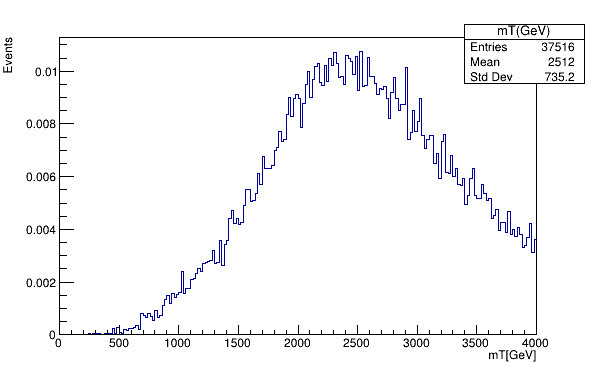 mT(GeV)
Entries 37516
Mean 2512
Std Dev 735.2
Events
0.01
0.008
0.006
0.004
0.002
0
0 500 1000 1500 2000 2500 3000 3500 4000
mT[GeV]